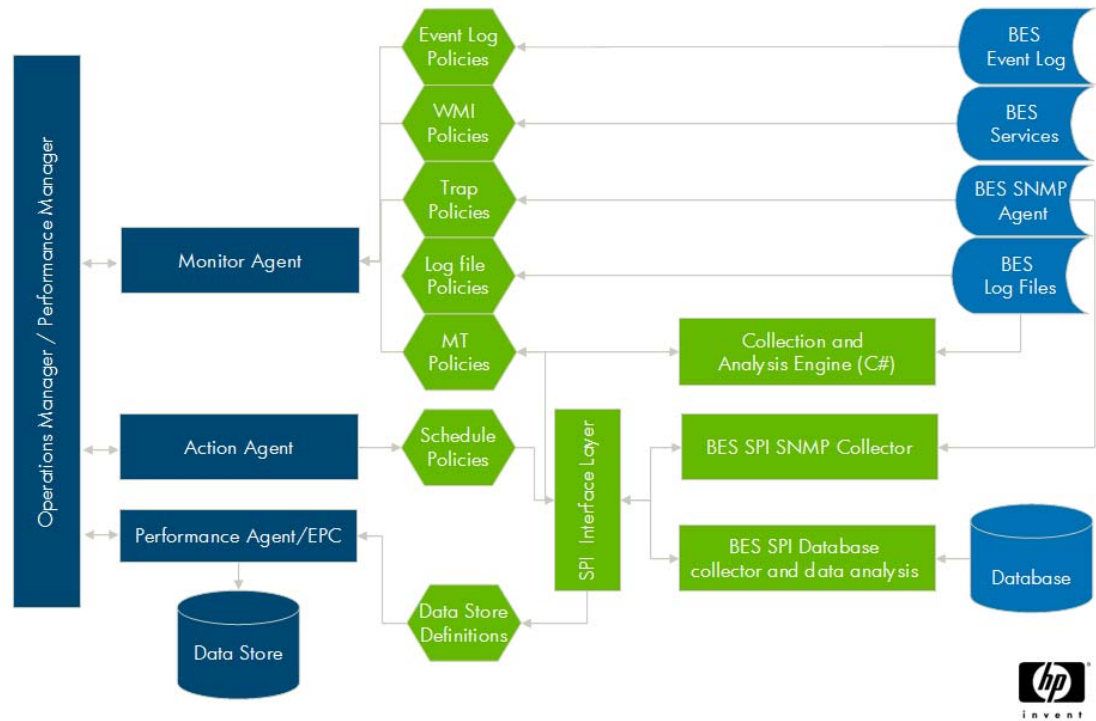 Event Log
Policies
BES
Event Log
WMI
Policies
BES
Services
Operations Manager / Performance Manager
Trap
Policies
BES SNMP
Agent
Monitor Agent
Log file
Policies
BES
Log Files
MT
Policies
Collection and
Analysis Engine (C#)
Action Agent
Schedule
Policies
SPI Interface Layer
BES SPI SNMP Collector
Performance Agent/EPC
BES SPI Database
collector and data analysis
Database
Data Store
Definitions
Data Store
hp
invent